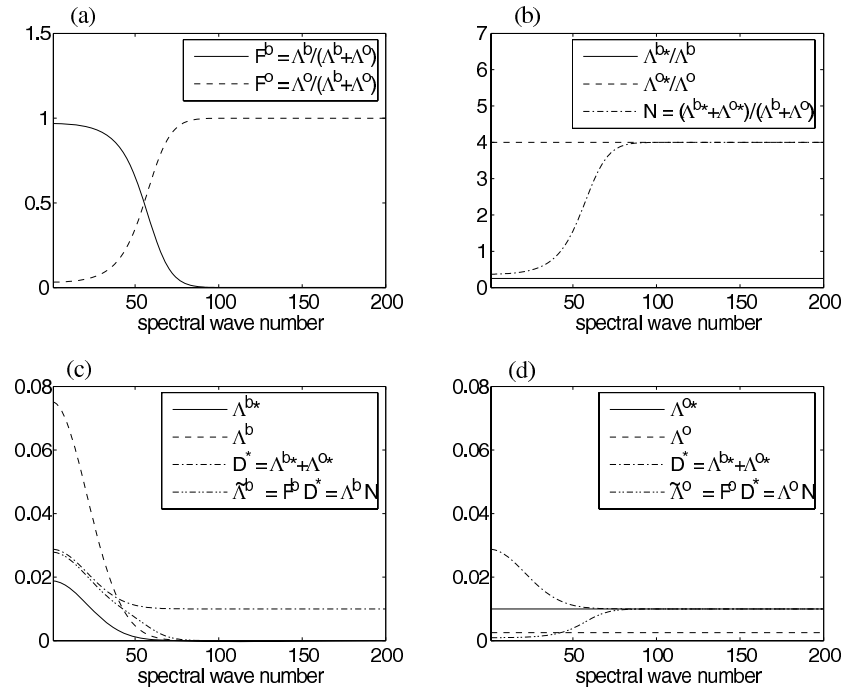 (a)
1.5
1
0.5
0
50 100 150 200
spectral wave number
F^b = Λ^b/(Λ^b+Λ^o)
F^o = Λ^o/(Λ^b+Λ^o)
(b)
7
6
5
4
3
2
1
0
50 100 150 200
spectral wave number
Λ^b*/Λ^b
Λ^o*/Λ^o
N = (Λ^b*+Λ^o*)/(Λ^b+Λ^o)
(c)
0.08
0.06
0.04
0.02
0
50 100 150 200
spectral wave number
Λ^b*
Λ^b
D^* = Λ^b*+Λ^o*
Λ̃^b = F^b D^* = Λ^b N
(d)
0.08
0.06
0.04
0.02
0
50 100 150 200
spectral wave number
Λ^o*
Λ^o
D^* = Λ^b*+Λ^o*
Λ̃^o = F^o D^* = Λ^o N